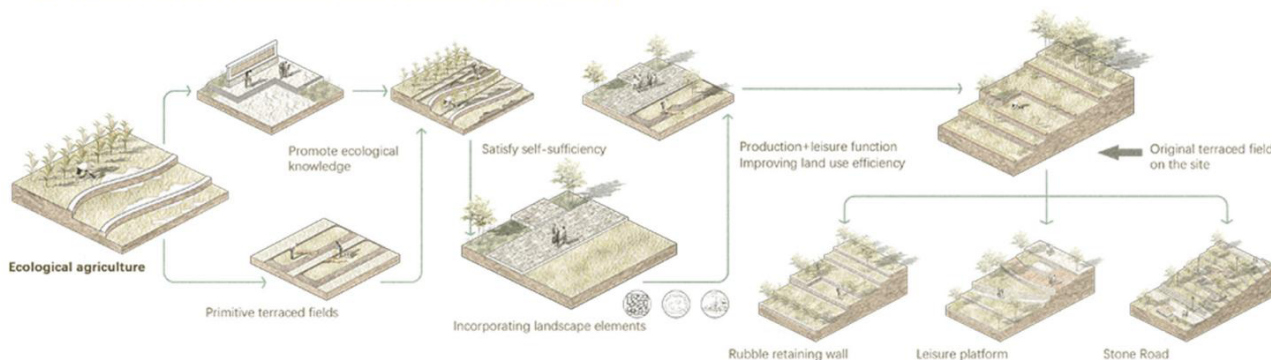 Promote ecological
knowledge
Satisfy self-sufficiency
Production+leisure function
Improving land use efficiency
Original terraced field
on the site
Ecological agriculture
Primitive terraced fields
Incorporating landscape elements
Rubble retaining wall
Leisure platform
Stone Road